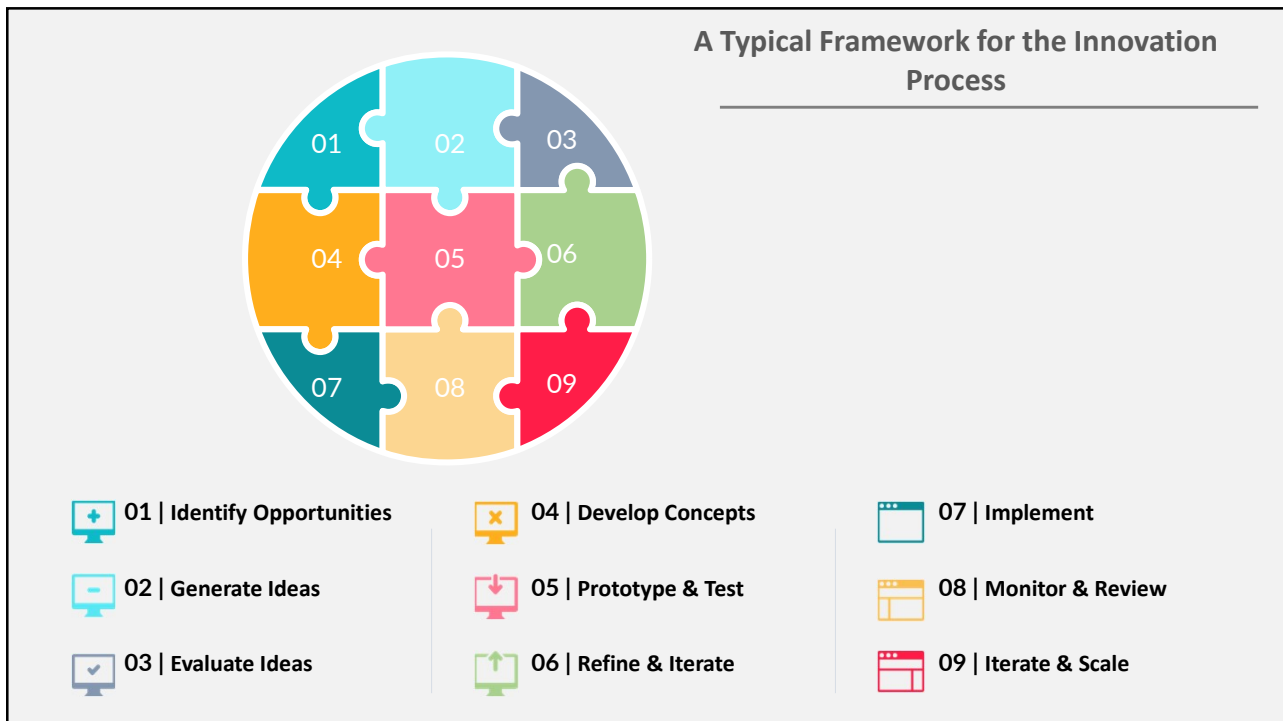 A Typical Framework for the Innovation
Process
01
02
03
04
05
06
07
08
09
01 | Identify Opportunities
02 | Generate Ideas
03 | Evaluate Ideas
04 | Develop Concepts
05 | Prototype & Test
06 | Refine & Iterate
07 | Implement
08 | Monitor & Review
09 | Iterate & Scale